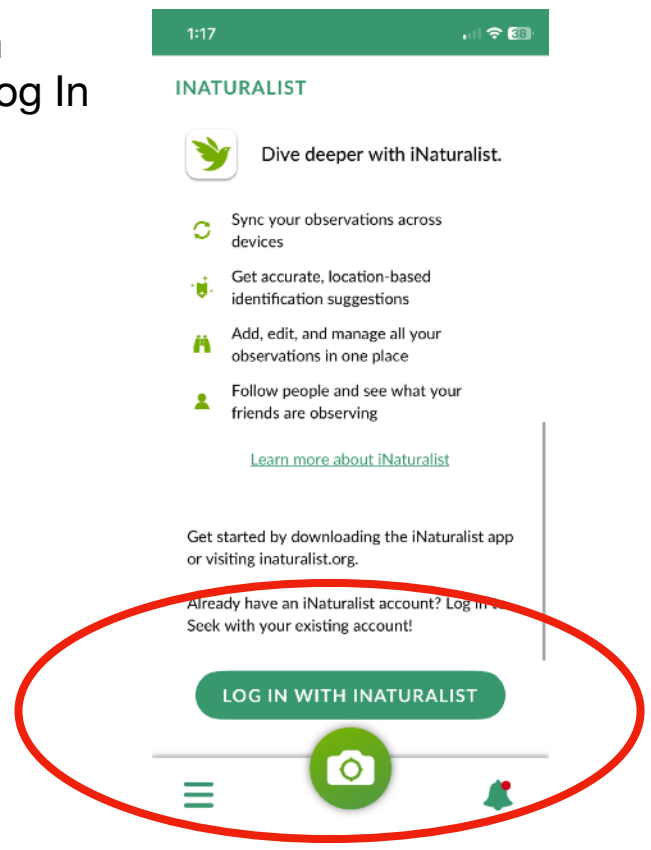 og In
1:17
38
INATURALIST
Dive deeper with iNaturalist.
Sync your observations across
devices
Get accurate, location-based
identification suggestions
Add, edit, and manage all your
observations in one place
Follow people and see what your
friends are observing
Learn more about iNaturalist
Get started by downloading the iNaturalist app
or visiting inaturalist.org.
Already have an iNaturalist account? Log in to
Seek with your existing account!
LOG IN WITH INATURALIST